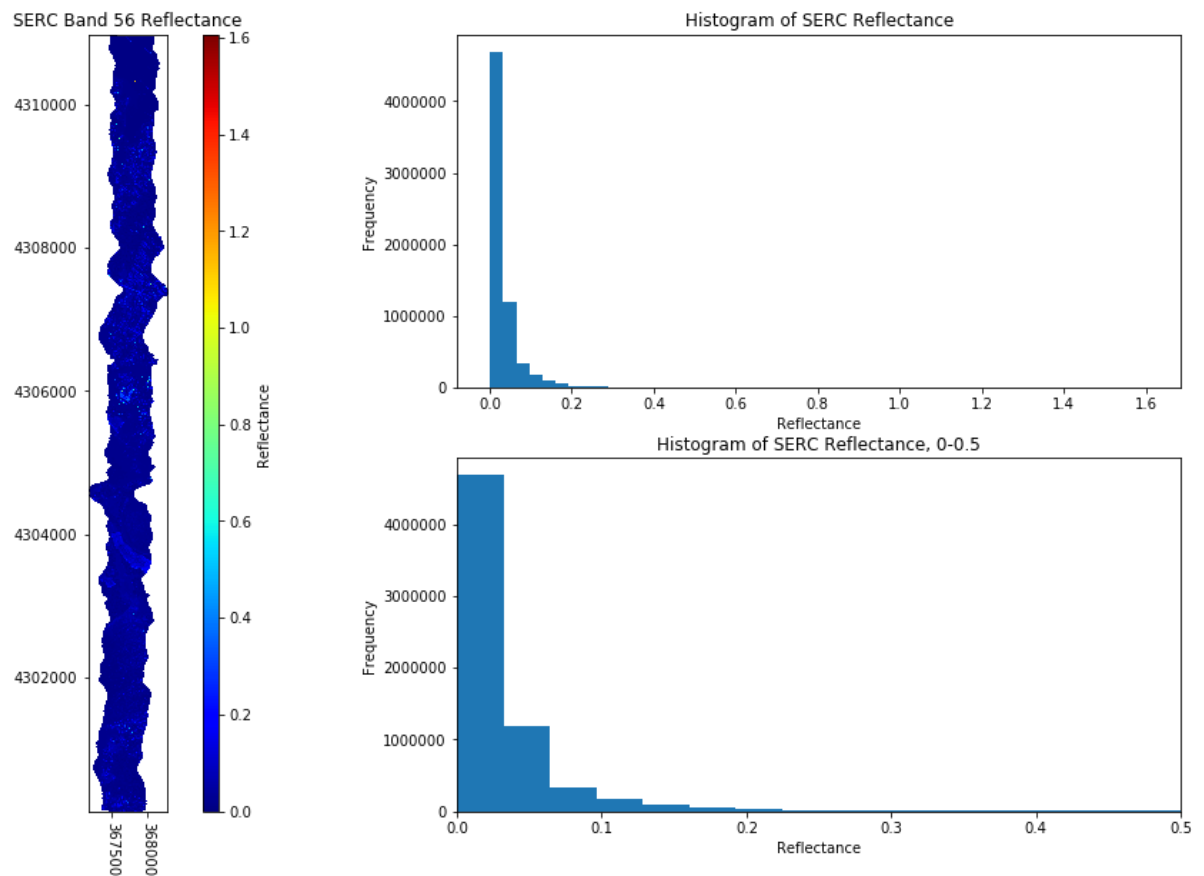 SERC Band 56 Reflectance
4310000
4308000
4306000
4304000
4302000
367500
368000
1.6
1.4
1.2
1.0
0.8
0.6
0.4
0.2
0.0
Reflectance
Histogram of SERC Reflectance
Frequency
4000000
3000000
2000000
1000000
0
0.0 0.2 0.4 0.6 0.8 1.0 1.2 1.4 1.6
Reflectance
Histogram of SERC Reflectance, 0-0.5
Frequency
4000000
3000000
2000000
1000000
0
0.0 0.1 0.2 0.3 0.4 0.5
Reflectance